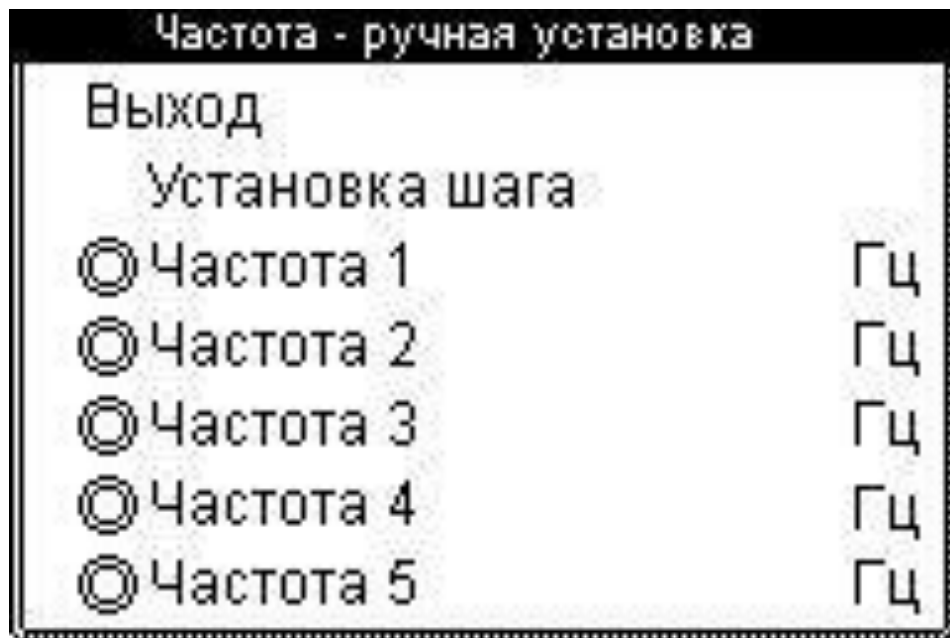 Частота - ручная установка
Выход
Установка шага
Частота 1 Гц
Частота 2 Гц
Частота 3 Гц
Частота 4 Гц
Частота 5 Гц